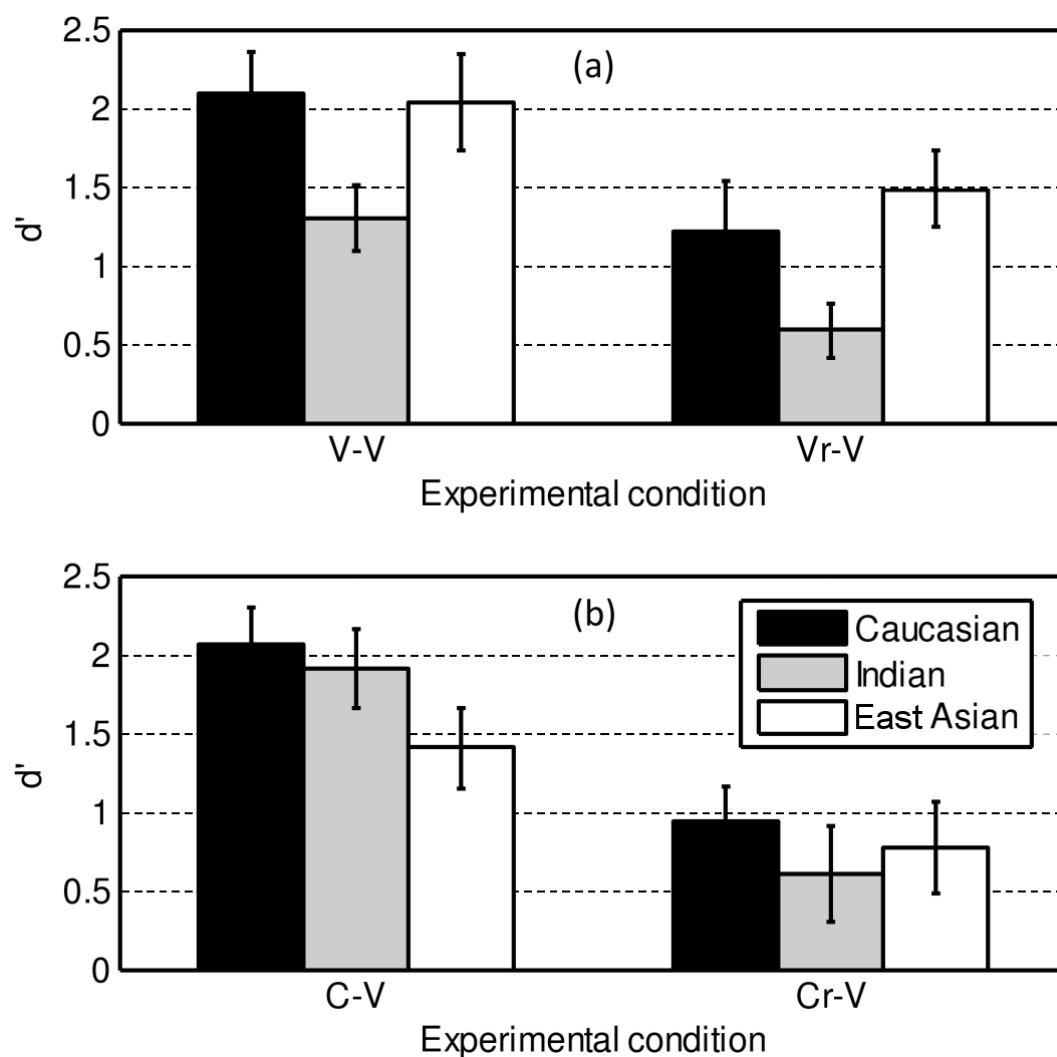 2.5
(a)
2
1.5
1
0.5
0
d'
V-V
Vr-V
Experimental condition
2.5
(b)
2
1.5
1
0.5
0
d'
Caucasian
Indian
East Asian
C-V
Cr-V
Experimental condition